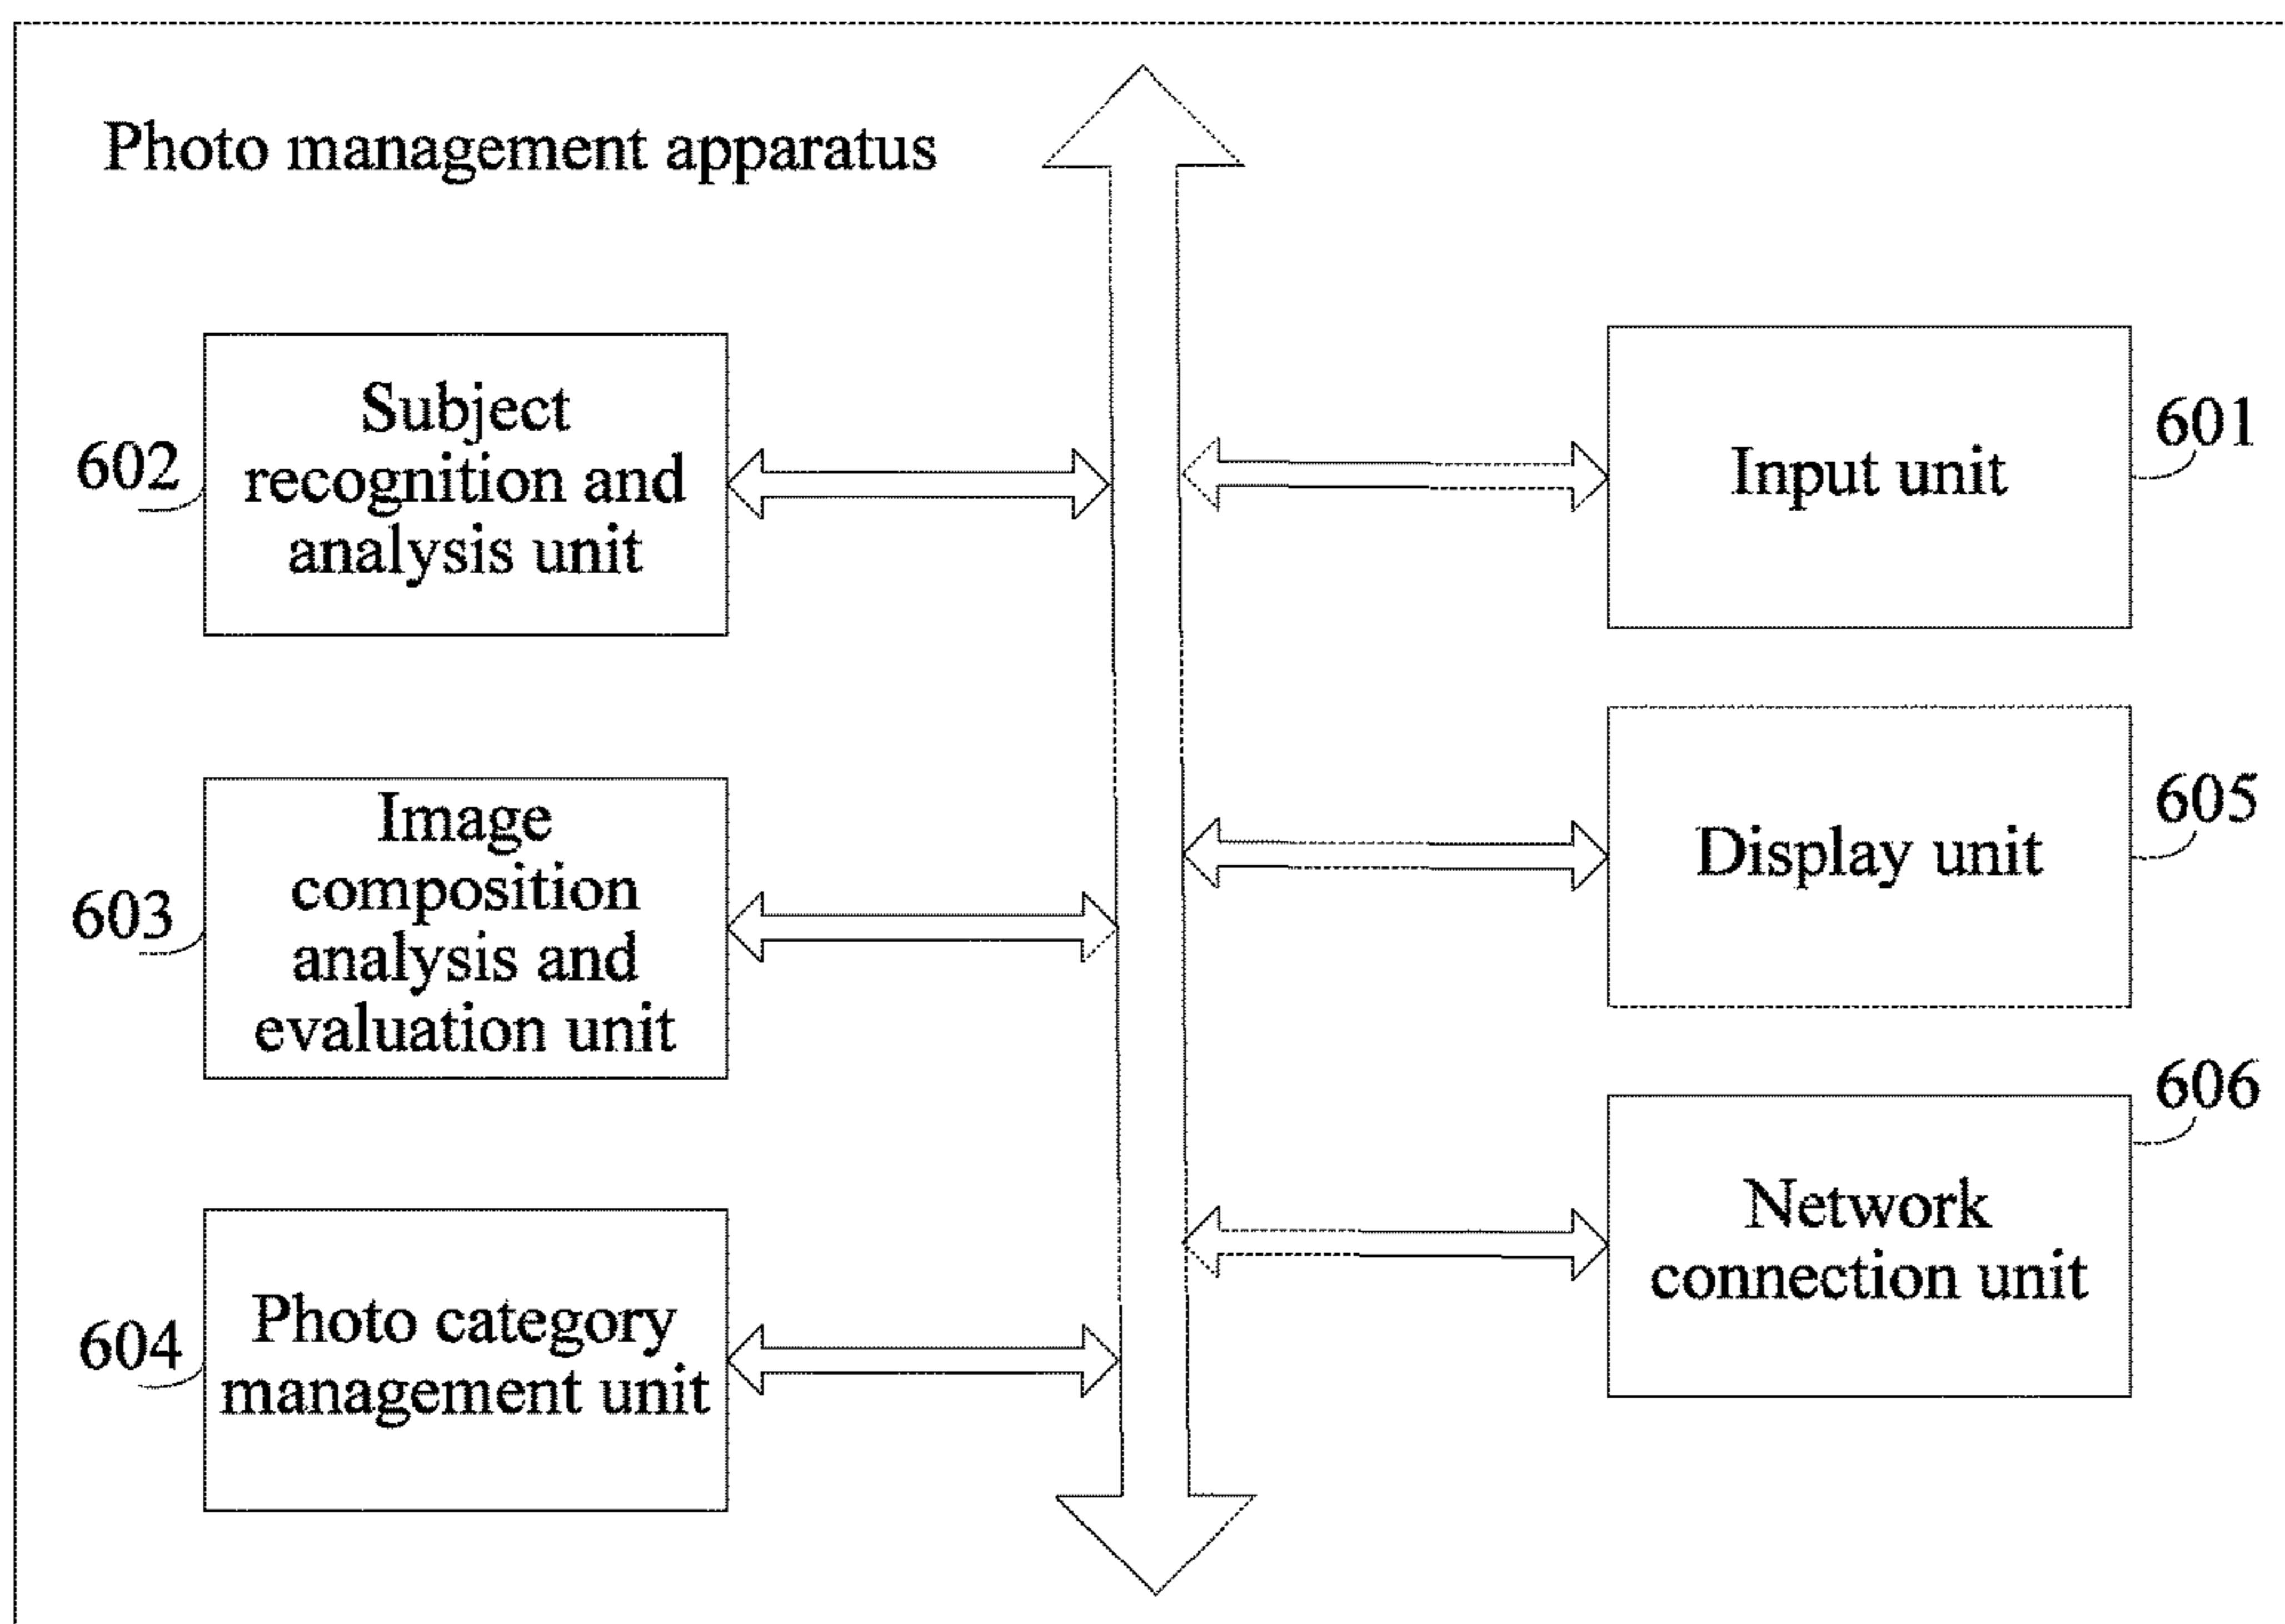 Photo management apparatus
602
Subject
recognition and
analysis unit
601
Input unit
603
Image
composition
analysis and
evaluation unit
605
Display unit
604
Photo category
management unit
606
Network
connection unit